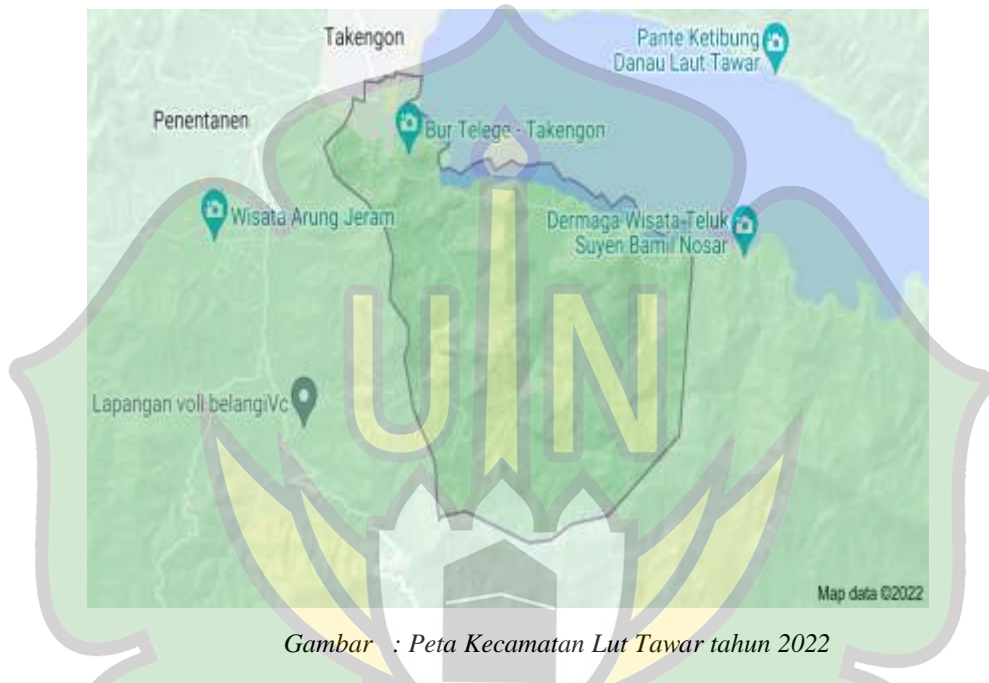 Takengon
Pante Ketibung
Danau Laut Tawar
Penentanen
Bur Telege - Takengon
Wisata Arung Jeram
Dermaga Wisata-Teluk
Suyen Bamil Nosar
UIN
Lapangan voli belangiVc
Map data ©2022
Gambar : Peta Kecamatan Lut Tawar tahun 2022